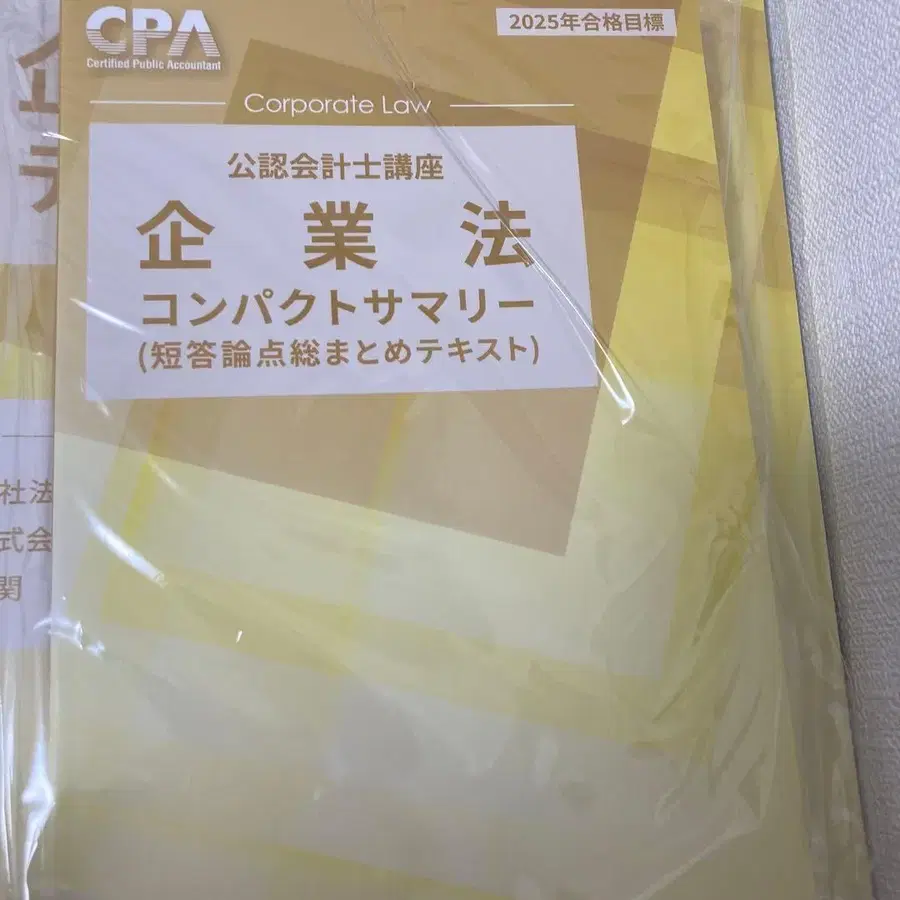 CPA
Certified Public Accountant
2025年合格目標
Corporate Law
公認会計士講座
企業法
コンパクトサマリー
(短答論点総まとめテキスト)
社法
式会
関